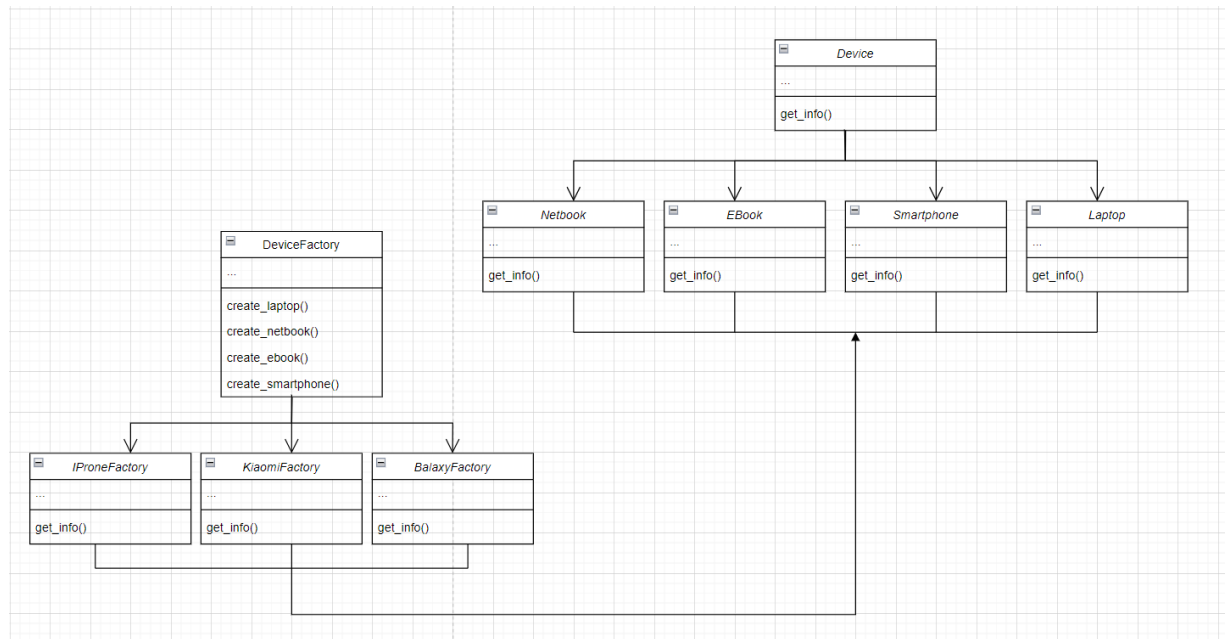 Device
...
get_info()
Netbook
...
get_info()
EBook
...
get_info()
Smartphone
...
get_info()
Laptop
...
get_info()
DeviceFactory
...
create_laptop()
create_netbook()
create_ebook()
create_smartphone()
IProneFactory
...
get_info()
KiaomiFactory
...
get_info()
BalaxyFactory
...
get_info()